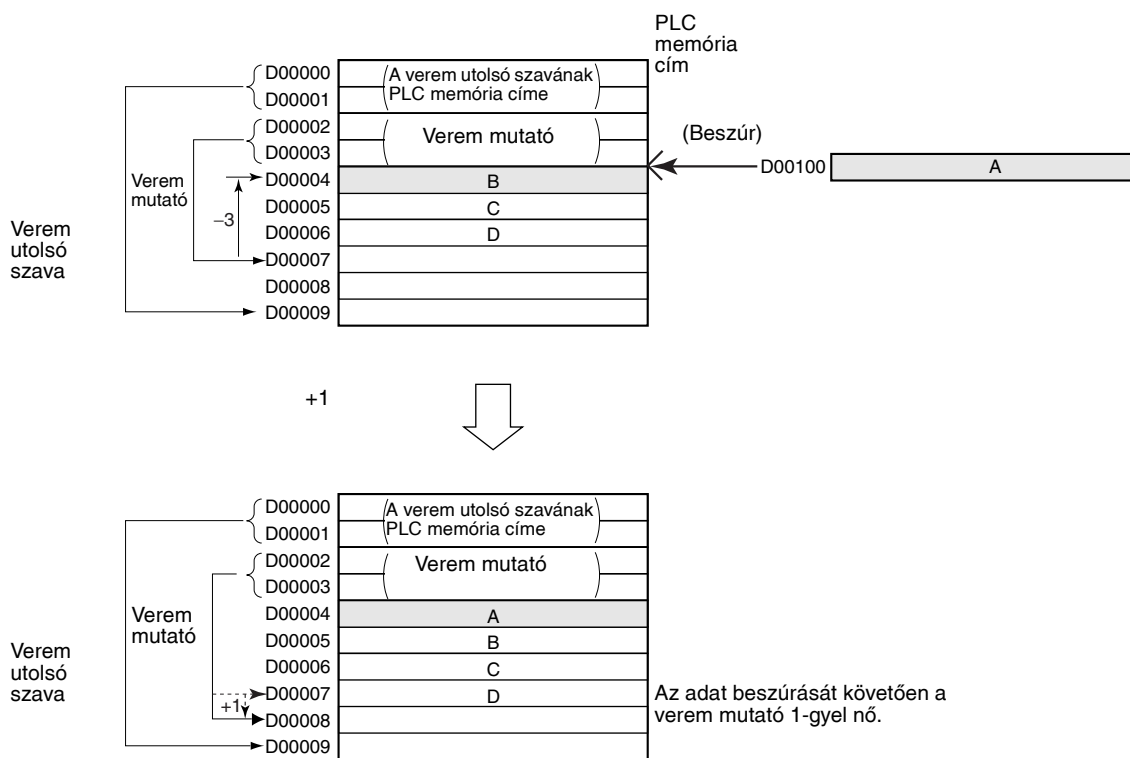 PLC
memória
cím
D00000
D00001
D00002
D00003
D00004
D00005
D00006
D00007
D00008
D00009
A verem utolsó szavának
PLC memória címe
Verem mutató
B
C
D
(Beszúr)
D00100
A
Verem
mutató
–3
Verem
utolsó
szava
+1
D00000
D00001
D00002
D00003
D00004
D00005
D00006
D00007
D00008
D00009
A verem utolsó szavának
PLC memória címe
Verem mutató
A
B
C
D
Verem
mutató
+1
Verem
utolsó
szava
Az adat beszúrását követően a
verem mutató 1-gyel nő.